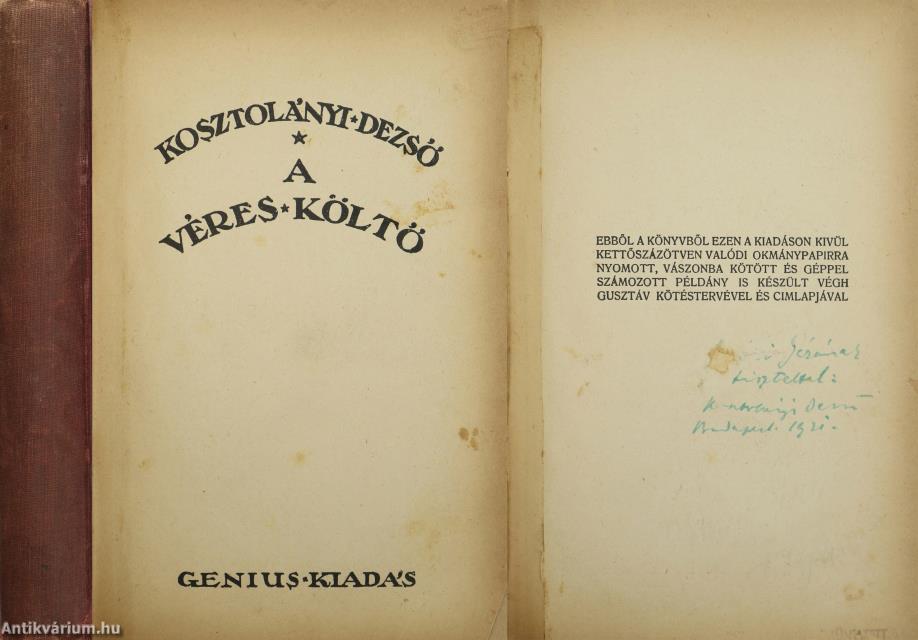 KOSZTOLÁNYI * DEZSŐ
*
A
VÉRES * KÖLTŐ
GENIUS · KIADÁS
EBBŐL A KÖNYVBŐL EZEN A KIADÁSON KIVÜL
KETTŐSZÁZÖTVEN VALÓDI OKMÁNYPAPIRRA
NYOMOTT, VÁSZONBA KÖTÖTT ÉS GÉPPEL
SZÁMOZOTT PÉLDÁNY IS KÉSZÜLT VÉGH
GUSZTÁV KÖTÉSTERVÉVEL ÉS CIMLAPJÁVAL
Gézának
tisztelettel:
Kosztolányi Dezső
Budapest 1921.
Antikvárium.hu